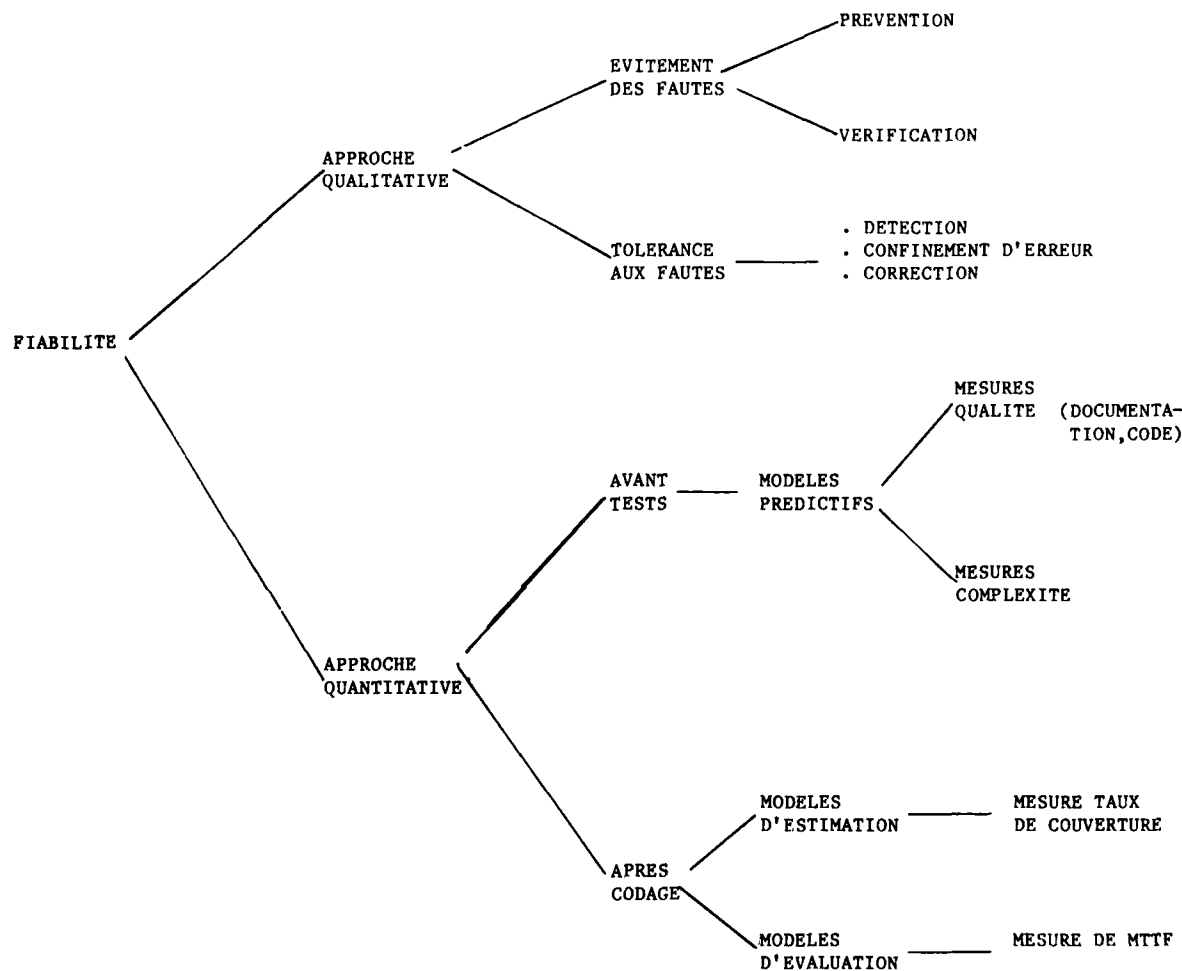 PREVENTION
EVITEMENT
DES FAUTES
VERIFICATION
APPROCHE
QUALITATIVE
TOLERANCE
AUX FAUTES
. DETECTION
. CONFINEMENT D'ERREUR
. CORRECTION
FIABILITE
MESURES
QUALITE (DOCUMENTA-
TION,CODE)
AVANT
TESTS
MODELES
PREDICTIFS
MESURES
COMPLEXITE
APPROCHE
QUANTITATIVE
MODELES
D'ESTIMATION
MESURE TAUX
DE COUVERTURE
APRES
CODAGE
MODELES
D'EVALUATION
MESURE DE MTTF